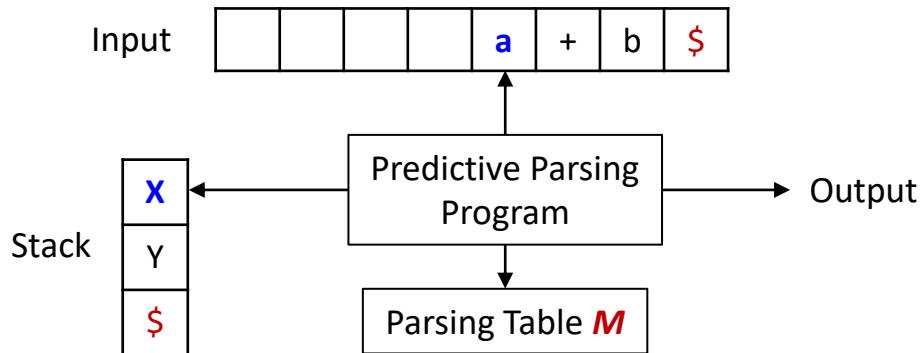 Input a + b $
Predictive Parsing
Program
Output
Stack
X
Y
$
Parsing Table M